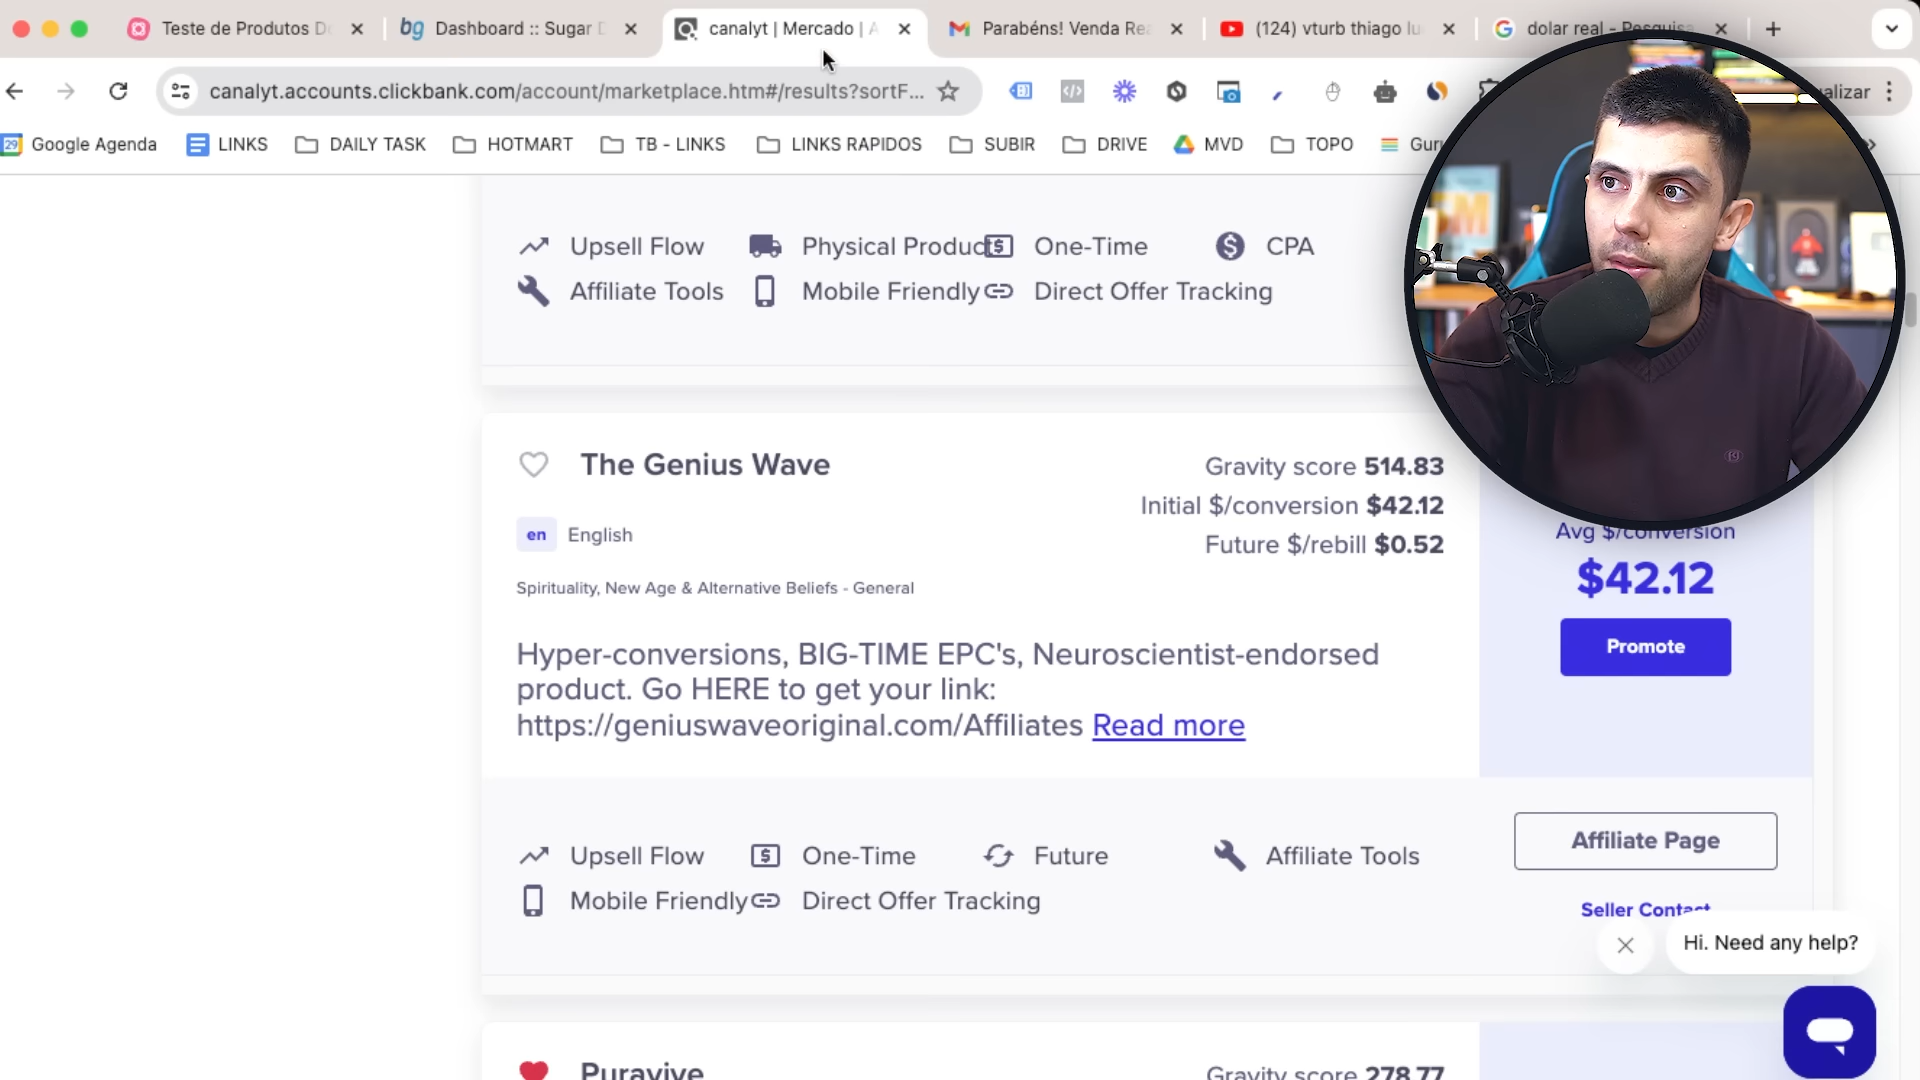 Teste de Produtos D
Dashboard :: Sugar D
canalyt | Mercado | A
Parabéns! Venda Rea
(124) vturb thiago lu
dolar real - Pesquisa
canalyt.accounts.clickbank.com/account/marketplace.htm#/results?sortF...
alizar
Google Agenda
LINKS
DAILY TASK
HOTMART
TB - LINKS
LINKS RAPIDOS
SUBIR
DRIVE
MVD
TOPO
Guru
Upsell Flow
Physical Product
One-Time
CPA
Affiliate Tools
Mobile Friendly
Direct Offer Tracking
The Genius Wave
Gravity score 514.83
Initial $/conversion $42.12
Future $/rebill $0.52
en English
Spirituality, New Age & Alternative Beliefs - General
Avg $/conversion
$42.12
Promote
Hyper-conversions, BIG-TIME EPC's, Neuroscientist-endorsed
product. Go HERE to get your link:
https://geniuswaveoriginal.com/Affiliates Read more
Upsell Flow
One-Time
Future
Affiliate Tools
Mobile Friendly
Direct Offer Tracking
Affiliate Page
Seller Contact
Hi. Need any help?
Puravive
Gravity score 278.77